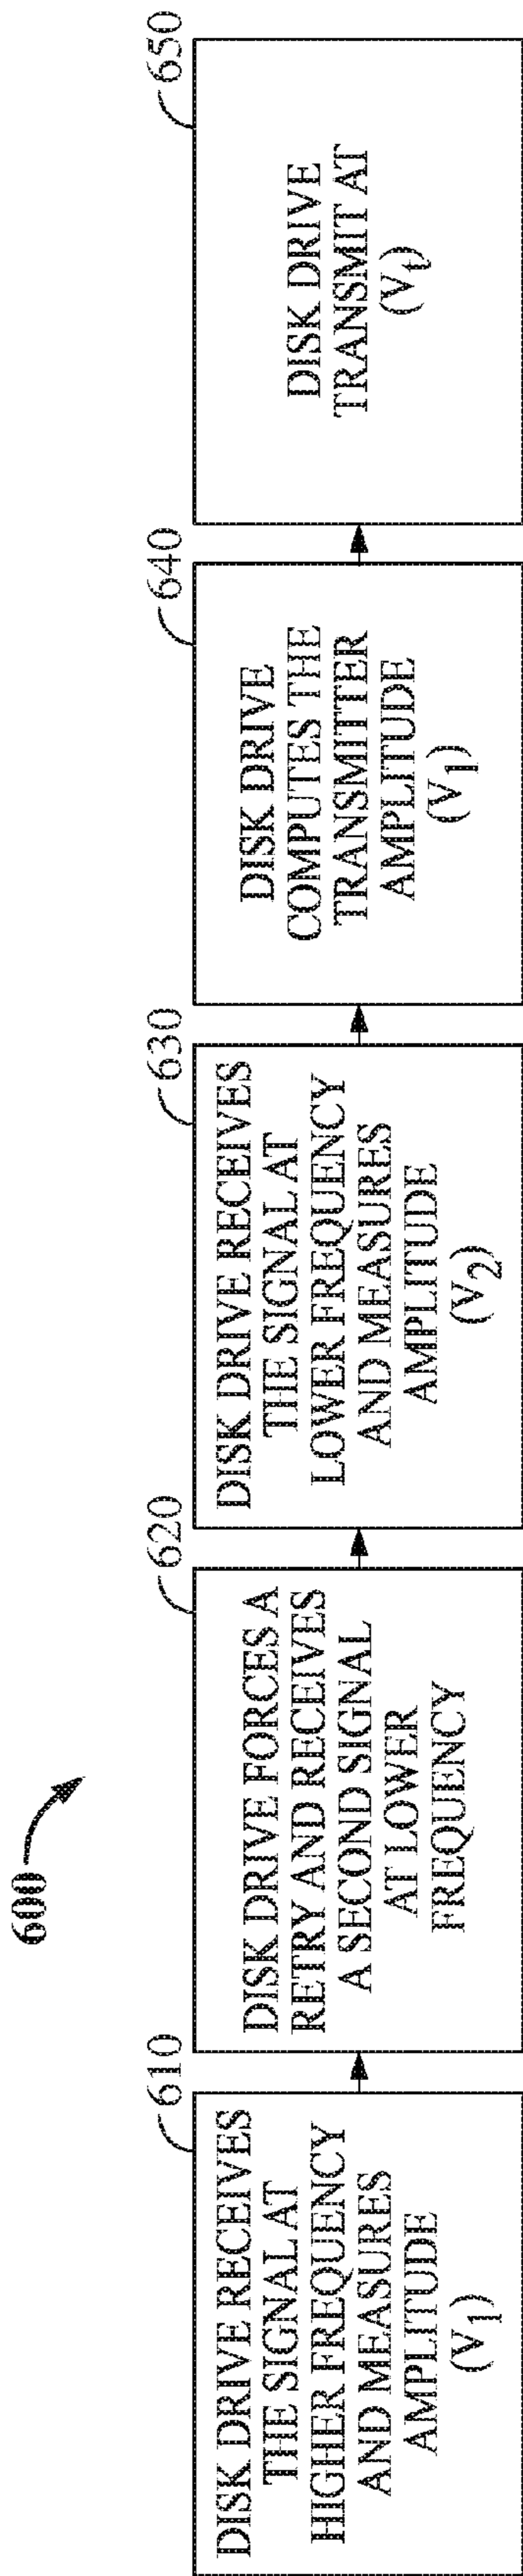 600
610
DISK DRIVE RECEIVES
THE SIGNAL AT
HIGHER FREQUENCY
AND MEASURES
AMPLITUDE
(V1)
620
DISK DRIVE FORCES A
RETRY AND RECEIVES
A SECOND SIGNAL
AT LOWER
FREQUENCY
630
DISK DRIVE RECEIVES
THE SIGNAL AT
LOWER FREQUENCY
AND MEASURES
AMPLITUDE
(V2)
640
DISK DRIVE
COMPUTES THE
TRANSMITTER
AMPLITUDE
(V1)
650
DISK DRIVE
TRANSMIT AT
(Vt)